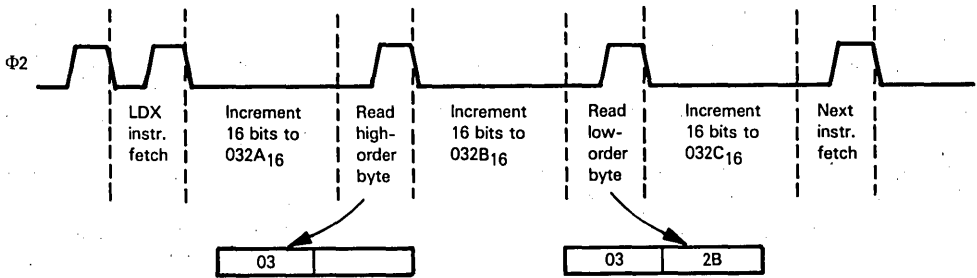 Φ2
LDX
instr.
fetch
Increment
16 bits to
032A16
Read
high-
order
byte
Increment
16 bits to
032B16
Read
low-
order
byte
Increment
16 bits to
032C16
Next
instr.
fetch
03
03 2B